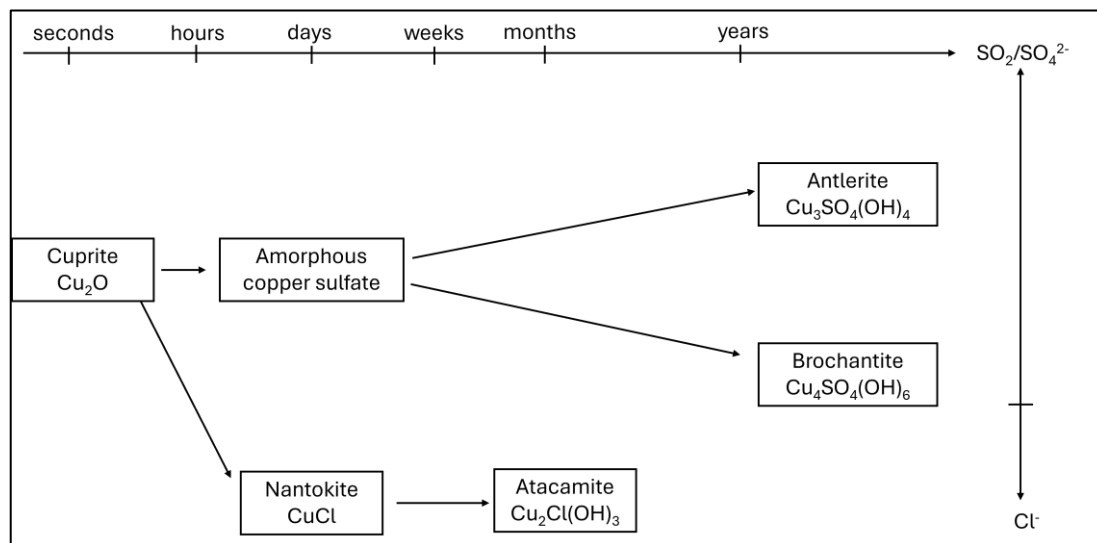 seconds hours days weeks months years
SO₂/SO₄²⁻
Antlerite
Cu₃SO₄(OH)₄
Cuprite
Cu₂O
Amorphous
copper sulfate
Brochantite
Cu₄SO₄(OH)₆
Nantokite
CuCl
Atacamite
Cu₂Cl(OH)₃
Cl⁻